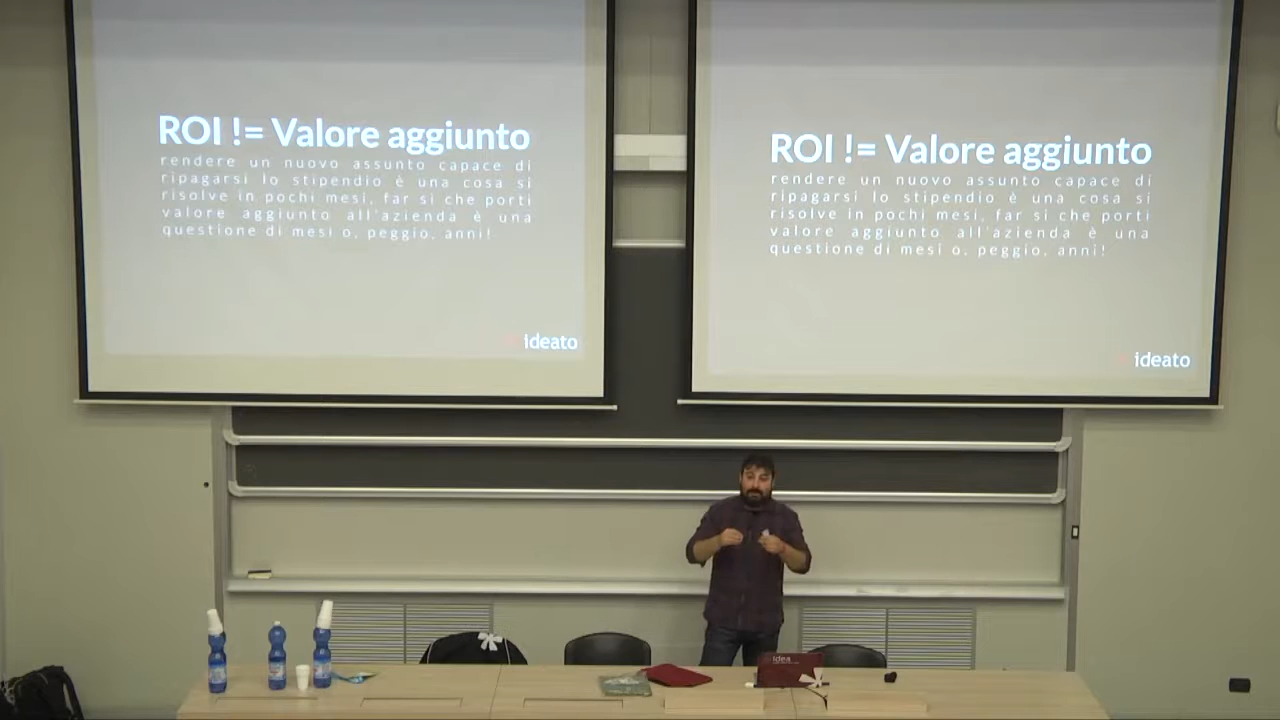 ROI != Valore aggiunto
rendere un nuovo assunto capace di
ripagarsi lo stipendio è una cosa si
risolve in pochi mesi, far si che porti
valore aggiunto all'azienda è una
questione di mesi o, peggio, anni!
ideato
ROI != Valore aggiunto
rendere un nuovo assunto capace di
ripagarsi lo stipendio è una cosa si
risolve in pochi mesi, far si che porti
valore aggiunto all'azienda è una
questione di mesi o, peggio, anni!
ideato
idea